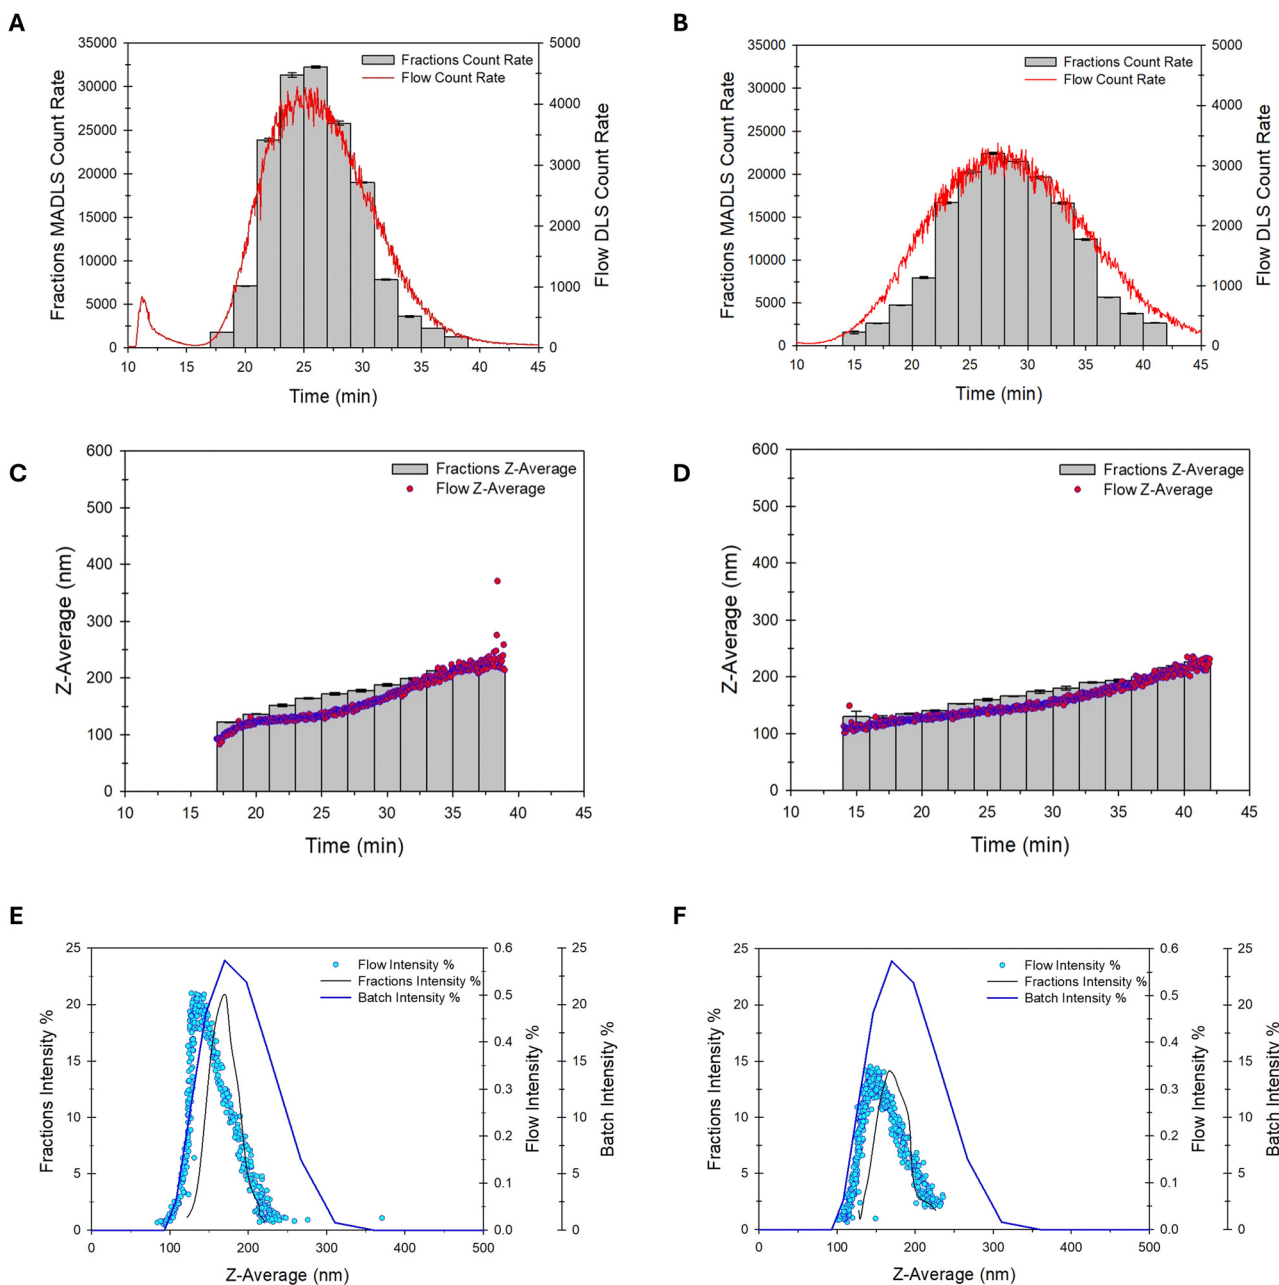 A
35000
30000
25000
20000
15000
10000
5000
0
Fractions MADLS Count Rate
Fractions Count Rate
Flow Count Rate
5000
4000
3000
2000
1000
0
Flow DLS Count Rate
10 15 20 25 30 35 40 45
Time (min)
B
35000
30000
25000
20000
15000
10000
5000
0
Fractions MADLS Count Rate
Fractions Count Rate
Flow Count Rate
5000
4000
3000
2000
1000
0
Flow DLS Count Rate
10 15 20 25 30 35 40 45
Time (min)
C
600
500
400
300
200
100
0
Z-Average (nm)
Fractions Z-Average
Flow Z-Average
10 15 20 25 30 35 40 45
Time (min)
D
600
500
400
300
200
100
0
Z-Average (nm)
Fractions Z-Average
Flow Z-Average
10 15 20 25 30 35 40 45
Time (min)
E
25
20
15
10
5
0
Fractions Intensity %
Flow Intensity %
Fractions Intensity %
Batch Intensity %
0.6
0.5
0.4
0.3
0.2
0.1
0.0
Flow Intensity %
25
20
15
10
5
0
Batch Intensity %
0 100 200 300 400 500
Z-Average (nm)
F
25
20
15
10
5
0
Fractions Intensity %
Flow Intensity %
Fractions Intensity %
Batch Intensity %
0.6
0.5
0.4
0.3
0.2
0.1
0.0
Flow Intensity %
25
20
15
10
5
0
Batch Intensity %
0 100 200 300 400 500
Z-Average (nm)